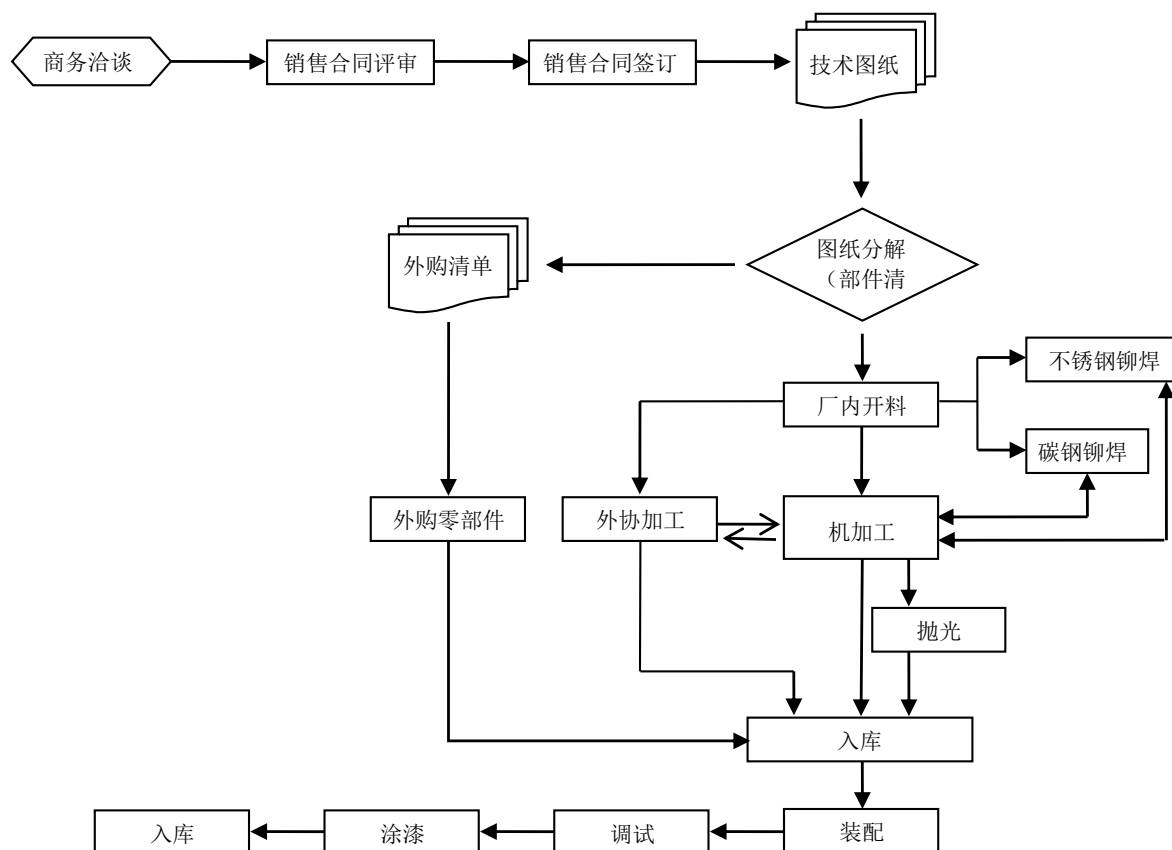 商务洽谈
销售合同评审
销售合同签订
技术图纸
图纸分解
（部件清
外购清单
不锈钢铆焊
厂内开料
碳钢铆焊
外购零部件
外协加工
机加工
抛光
入库
入库
涂漆
调试
装配